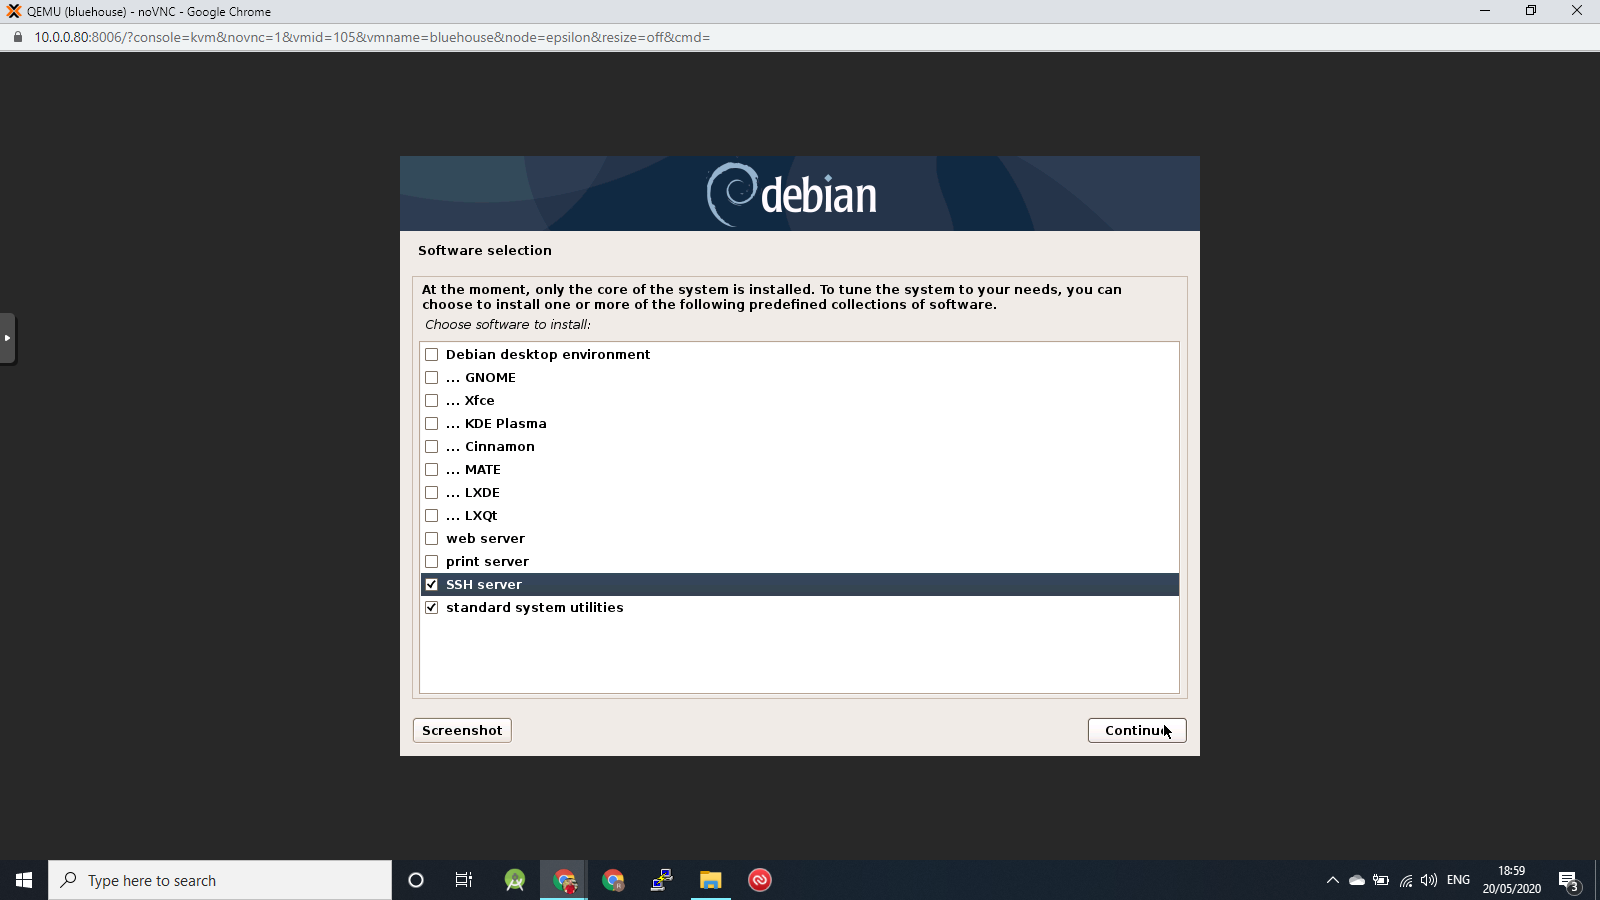 QEMU (bluehouse) - noVNC - Google Chrome
10.0.0.80:8006/?console=kvm&novnc=1&vmid=105&vmname=bluehouse&node=epsilon&resize=off&cmd=
debian
Software selection
At the moment, only the core of the system is installed. To tune the system to your needs, you can
choose to install one or more of the following predefined collections of software.
Choose software to install:
Debian desktop environment
... GNOME
... Xfce
... KDE Plasma
... Cinnamon
... MATE
... LXDE
... LXQt
web server
print server
SSH server
standard system utilities
Screenshot
Continue
Type here to search
ENG
18:59
20/05/2020
3